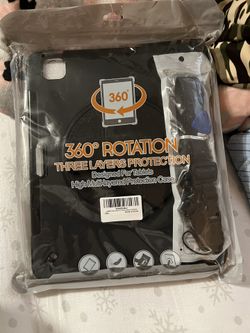 360°
360° ROTATION
THREE LAYERS PROTECTION
Designed For Tablets
High Multi-layered Protection Case